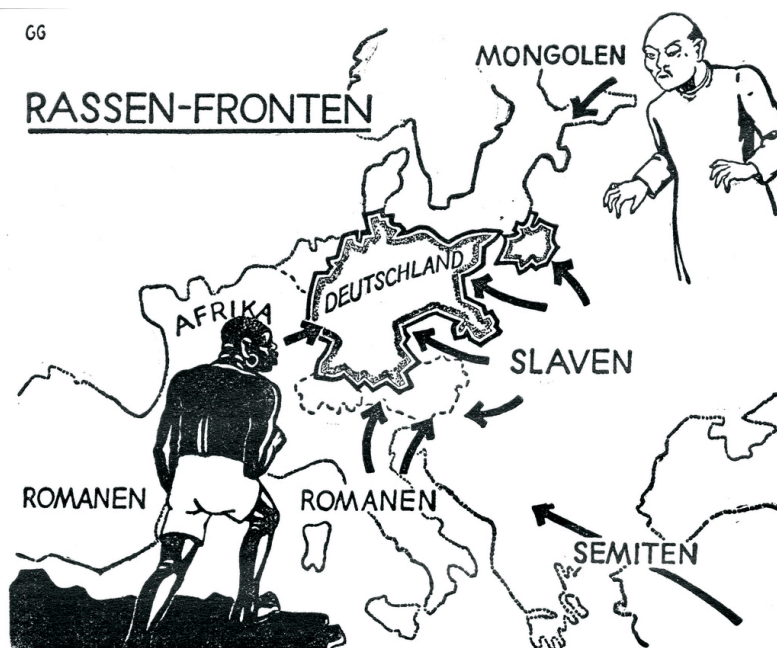 GG
MONGOLEN
RASSEN-FRONTEN
DEUTSCHLAND
AFRIKA
SLAVEN
ROMANEN
ROMANEN
SEMITEN